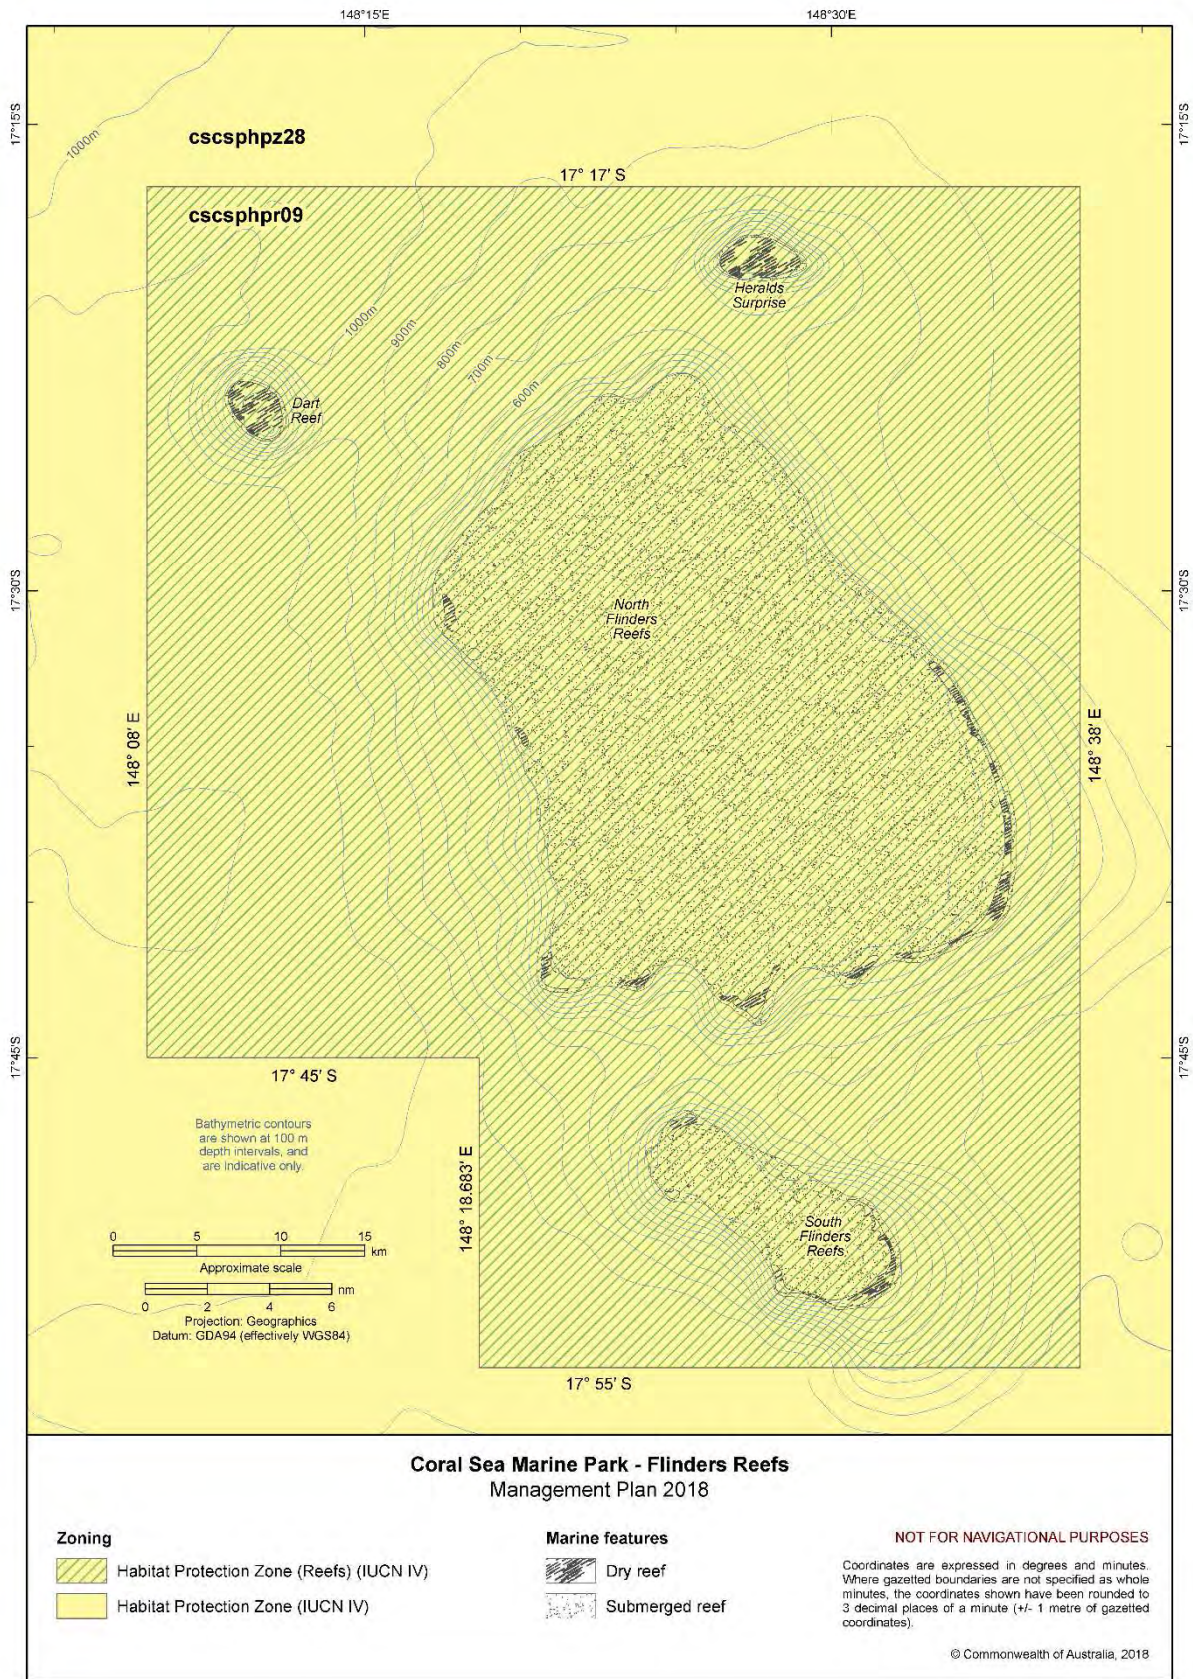 148°15'E
148°30'E
17°15'S
17°15'S
1000m
cscsphpz28
17° 17' S
cscsphpr09
Heralds
Surprise
1000m
900m
800m
700m
600m
Dart
Reef
17°30'S
17°30'S
North
Flinders
Reefs
148° 08' E
148° 38' E
17°45'S
17°45'S
17° 45' S
Bathymetric contours
are shown at 100 m
depth intervals, and
are indicative only.
148° 18.683' E
South
Flinders
Reefs
0 5 10 15
km
Approximate scale
nm
0 2 4 6
Projection: Geographics
Datum: GDA94 (effectively WGS84)
17° 55' S
Coral Sea Marine Park - Flinders Reefs
Management Plan 2018
Zoning
Habitat Protection Zone (Reefs) (IUCN IV)
Habitat Protection Zone (IUCN IV)
Marine features
Dry reef
Submerged reef
NOT FOR NAVIGATIONAL PURPOSES
Coordinates are expressed in degrees and minutes.
Where gazetted boundaries are not specified as whole
minutes, the coordinates shown have been rounded to
3 decimal places of a minute (+/- 1 metre of gazetted
coordinates).
© Commonwealth of Australia, 2018